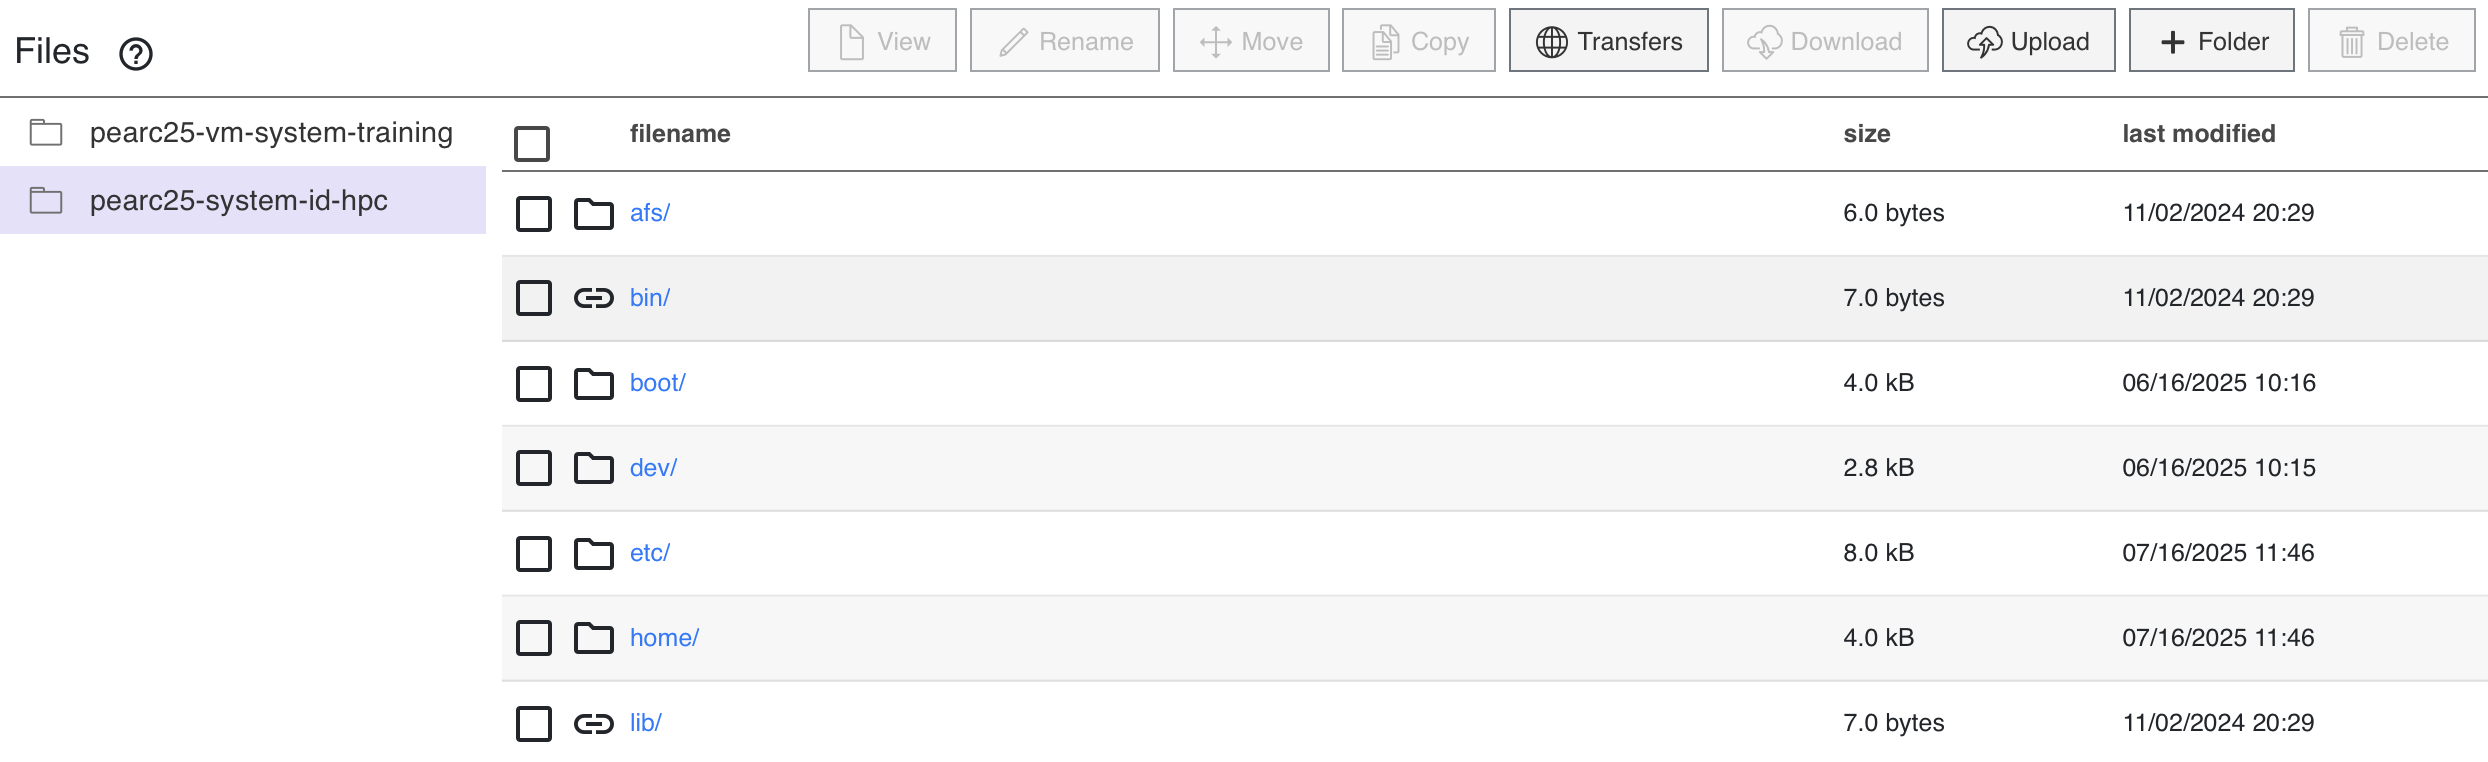 Files ? View Rename Move Copy Transfers Download Upload + Folder Delete
pearc25-vm-system-training
pearc25-system-id-hpc
filename size last modified
afs/ 6.0 bytes 11/02/2024 20:29
bin/ 7.0 bytes 11/02/2024 20:29
boot/ 4.0 kB 06/16/2025 10:16
dev/ 2.8 kB 06/16/2025 10:15
etc/ 8.0 kB 07/16/2025 11:46
home/ 4.0 kB 07/16/2025 11:46
lib/ 7.0 bytes 11/02/2024 20:29